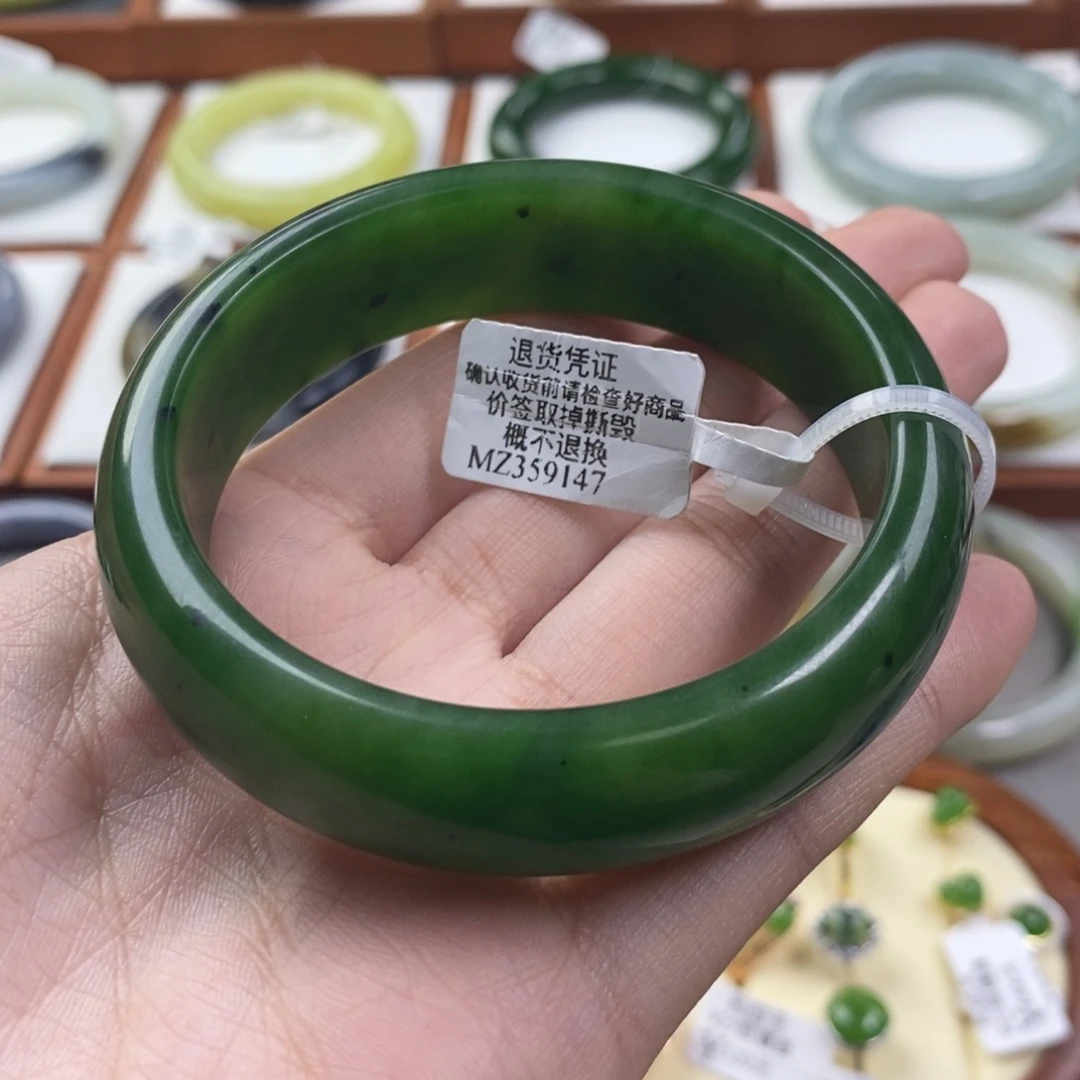 退货凭证
确认收货前请检查好商品
价签取掉撕毁
概不退换
MZ359147